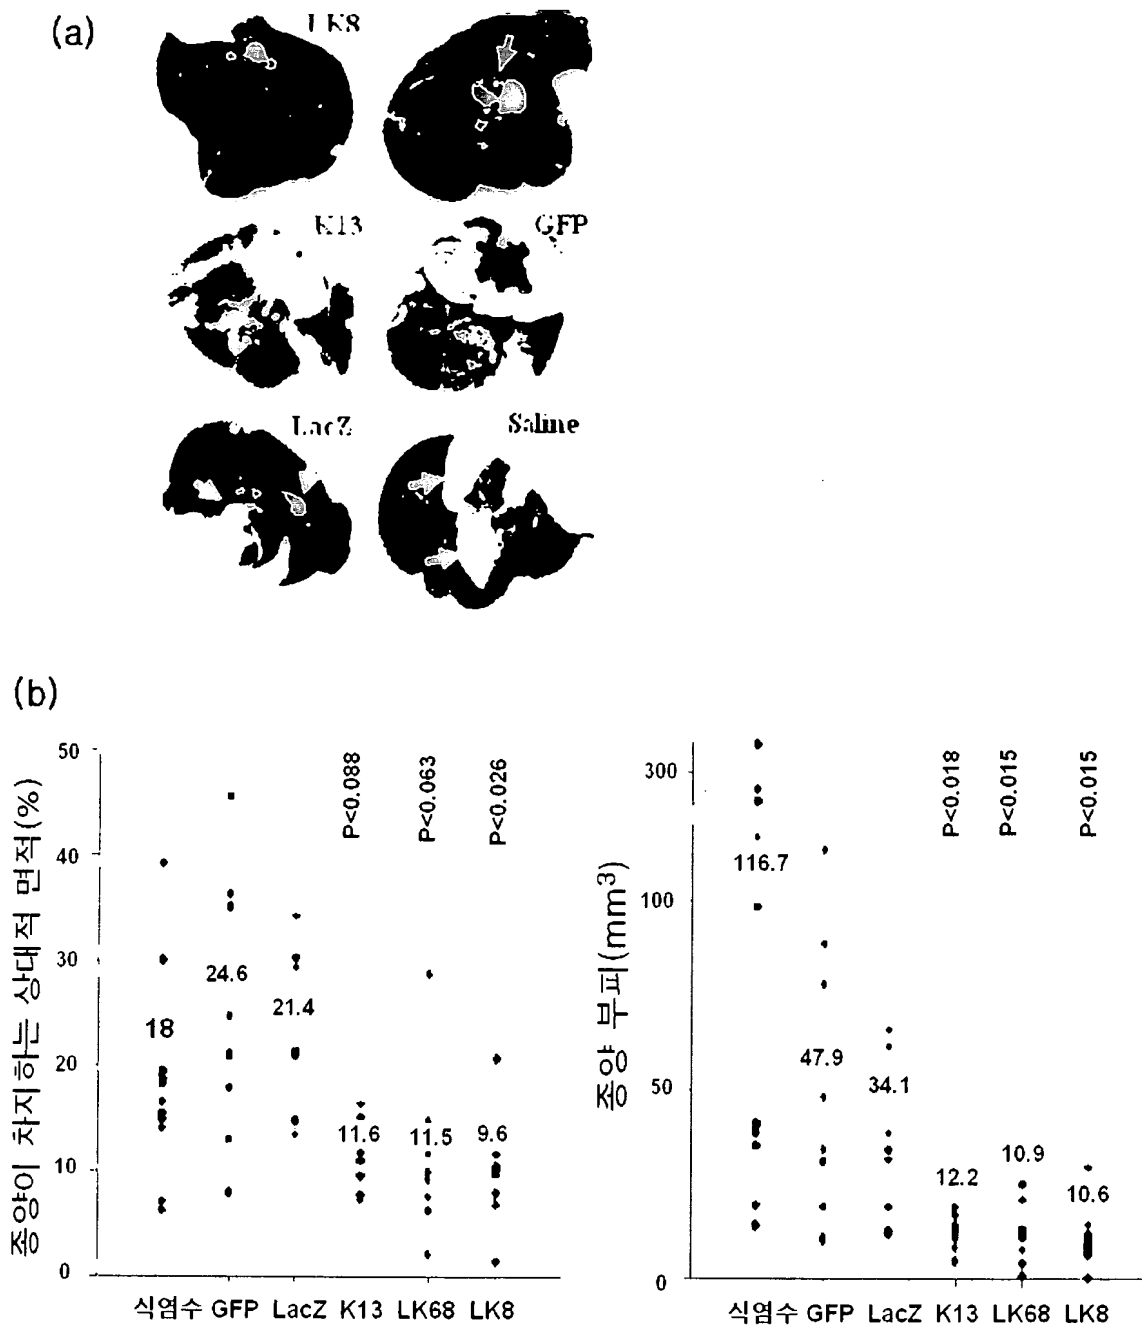 (a)
LK8
K13 GFP
LacZ Saline
(b)
종양이 차지하는 상대적 면적(%)
50
40
30
20
10
0
P<0.088
P<0.063
P<0.026
18
24.6
21.4
11.6
11.5
9.6
식염수 GFP LacZ K13 LK68 LK8
종양 부피(mm³)
300
100
50
0
P<0.018
P<0.015
P<0.015
116.7
47.9
34.1
12.2
10.9
10.6
식염수 GFP LacZ K13 LK68 LK8